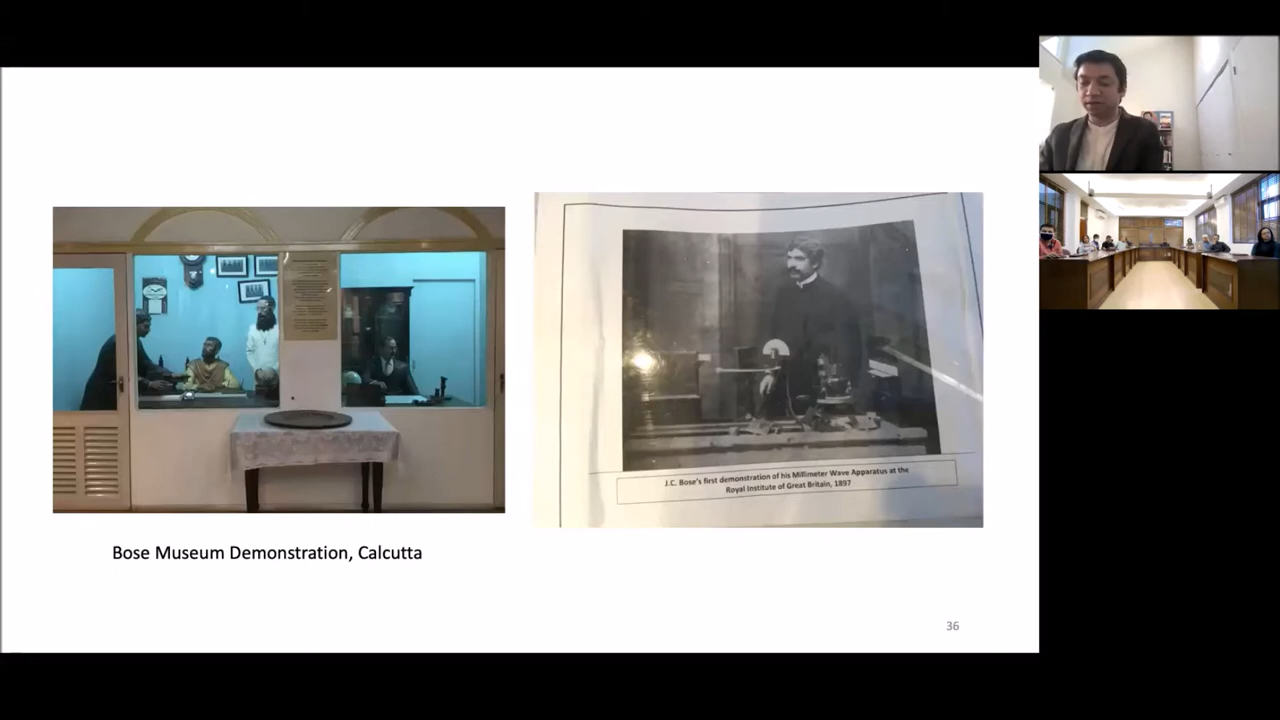 J.C. Bose's first demonstration of his Millimeter Wave Apparatus at the
Royal Institute of Great Britain, 1897
Bose Museum Demonstration, Calcutta
36